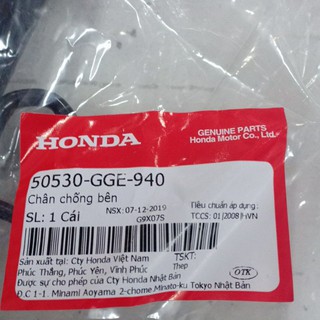 HONDA
GENUINE PARTS
Honda Motor Co., Ltd.
50530-GGE-940
Chân chống bên
NSX: 07-12-2019
Tiêu chuẩn áp dụng :
SL: 1 Cái
G9X07S
TCCS: 01|2008|HVN
Sản xuất tại: Cty Honda Việt Nam
TSKT:
Phúc Thắng, Phúc Yên, Vĩnh Phúc
Thep
OTK
Được sự cho phép của Cty Honda Nhật Bản
Đ.C 1-1. Minami Aoyama 2-chome Minato-ku Tokyo Nhật Bản